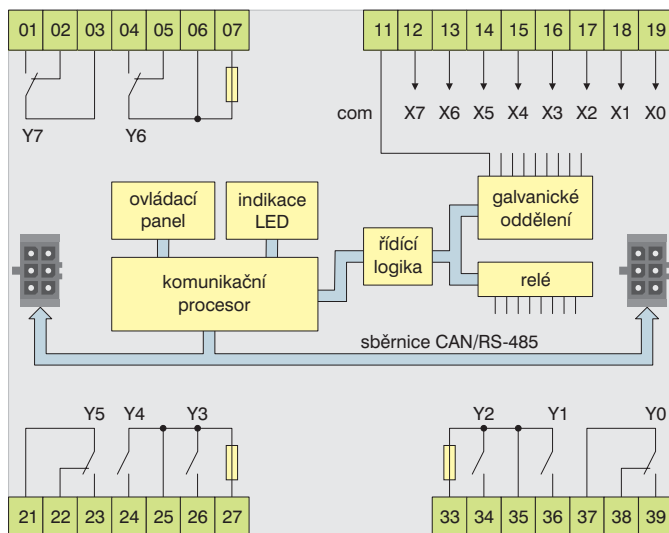 01 02 03 04 05 06 07
11 12 13 14 15 16 17 18 19
Y7 Y6
com X7 X6 X5 X4 X3 X2 X1 X0
ovládací
panel
indikace
LED
galvanické
oddělení
řídící
logika
komunikační
procesor
relé
sběrnice CAN/RS-485
Y5 Y4 Y3
Y2 Y1 Y0
21 22 23 24 25 26 27
33 34 35 36 37 38 39